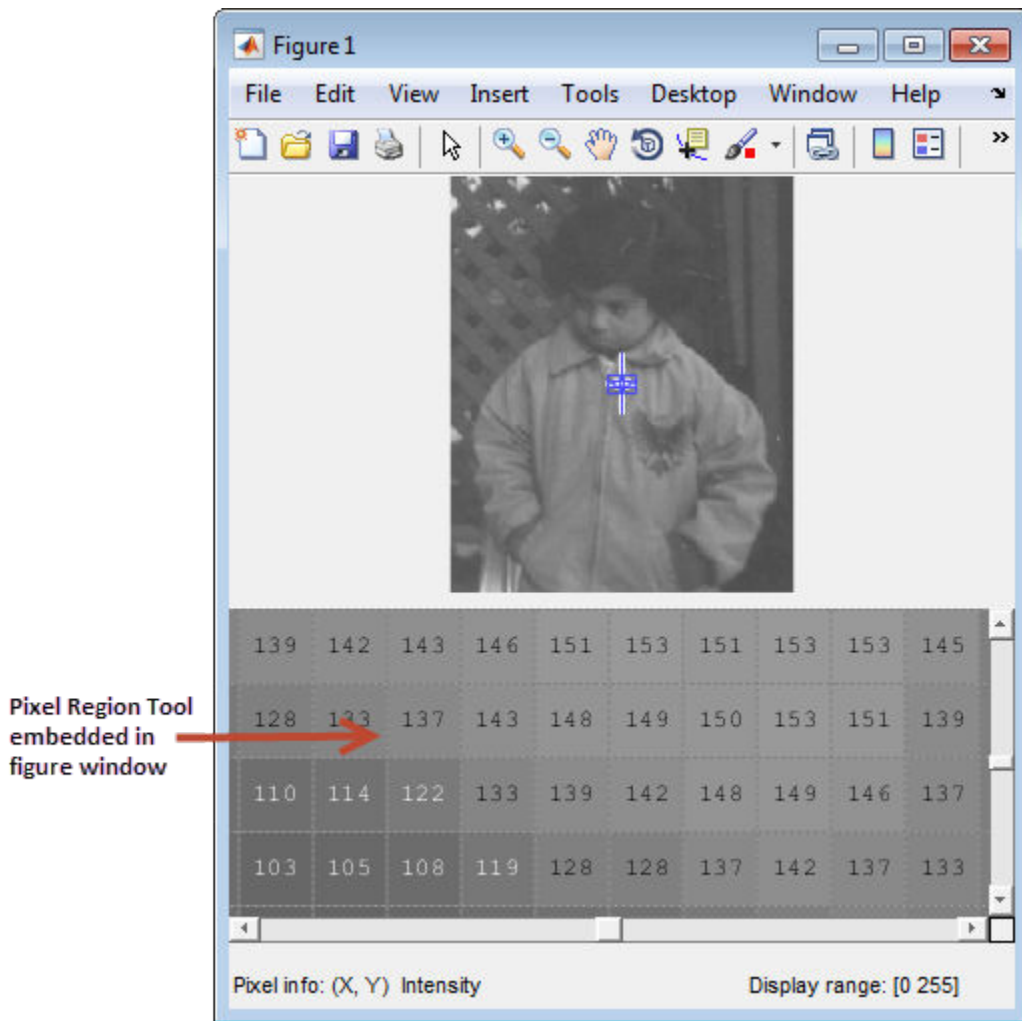 Figure 1
File Edit View Insert Tools Desktop Window Help
139 142 143 146 151 153 151 153 153 145
Pixel Region Tool
embedded in
figure window
128 133 137 143 148 149 150 153 151 139
110 114 122 133 139 142 148 149 146 137
103 105 108 119 128 128 137 142 137 133
Pixel info: (X, Y) Intensity
Display range: [0 255]